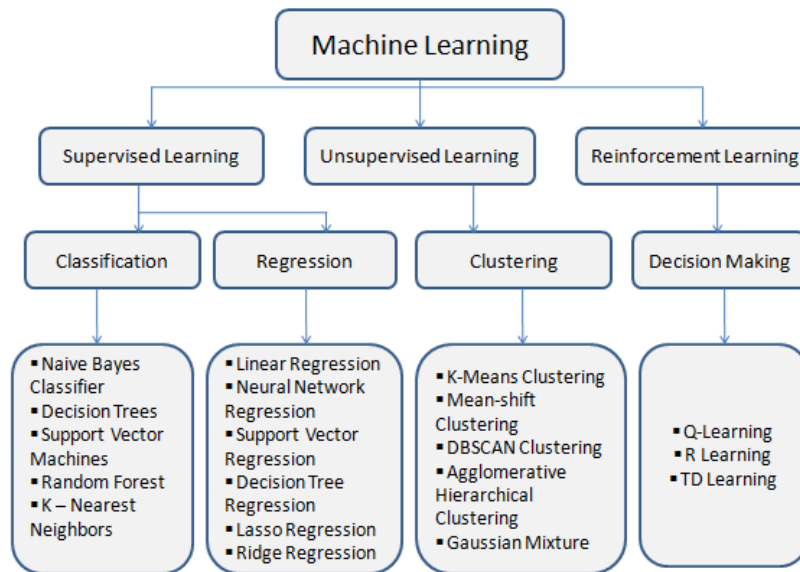 Machine Learning
Supervised Learning
Unsupervised Learning
Reinforcement Learning
Classification
Regression
Clustering
Decision Making
▪ Naive Bayes
Classifier
▪ Decision Trees
▪ Support Vector
Machines
▪ Random Forest
▪ K – Nearest
Neighbors
▪ Linear Regression
▪ Neural Network
Regression
▪ Support Vector
Regression
▪ Decision Tree
Regression
▪ Lasso Regression
▪ Ridge Regression
▪ K-Means Clustering
▪ Mean-shift
Clustering
▪ DBSCAN Clustering
▪ Agglomerative
Hierarchical
Clustering
▪ Gaussian Mixture
▪ Q-Learning
▪ R Learning
▪ TD Learning